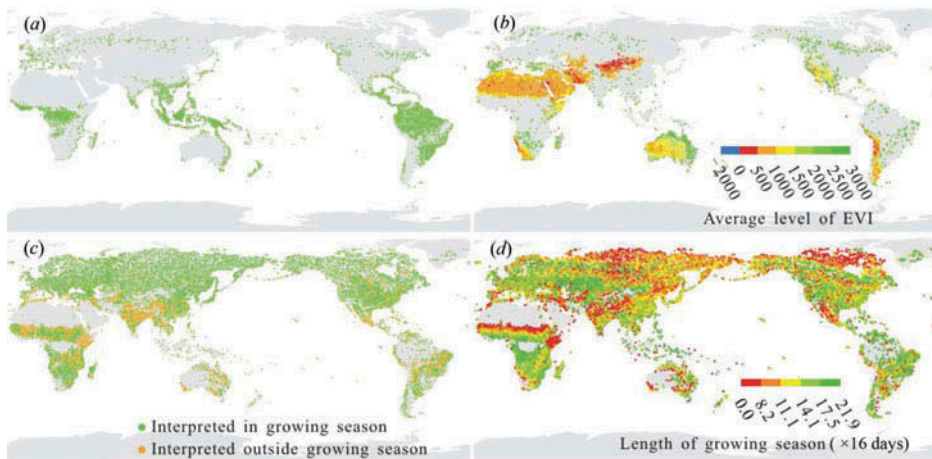 (a)
(b)
-2000
0
500
1000
1500
2000
2500
3000
Average level of EVI
(c)
(d)
Interpreted in growing season
Interpreted outside growing season
0.0
8.2
11.1
14.1
17.5
21.9
Length of growing season (×16 days)